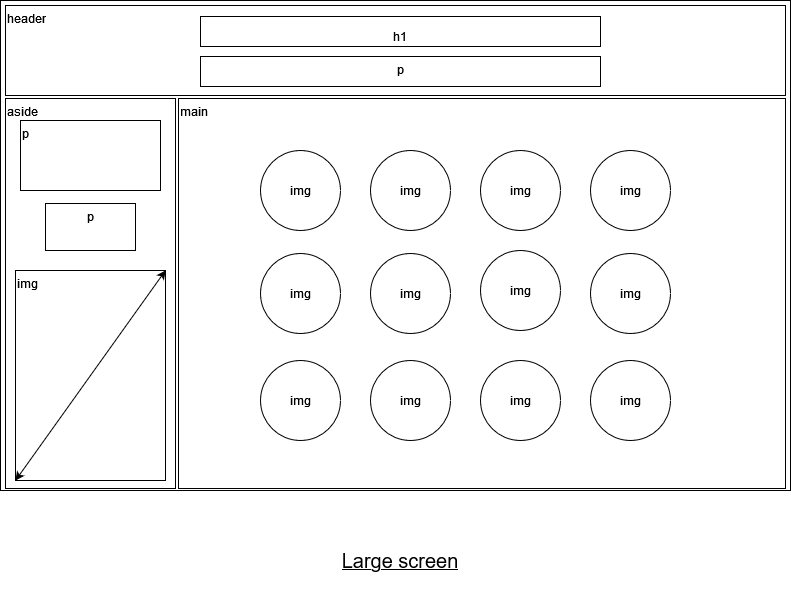 header
h1
p
aside
main
p
img img img img
p
img
img img img img
img img img img
Large screen